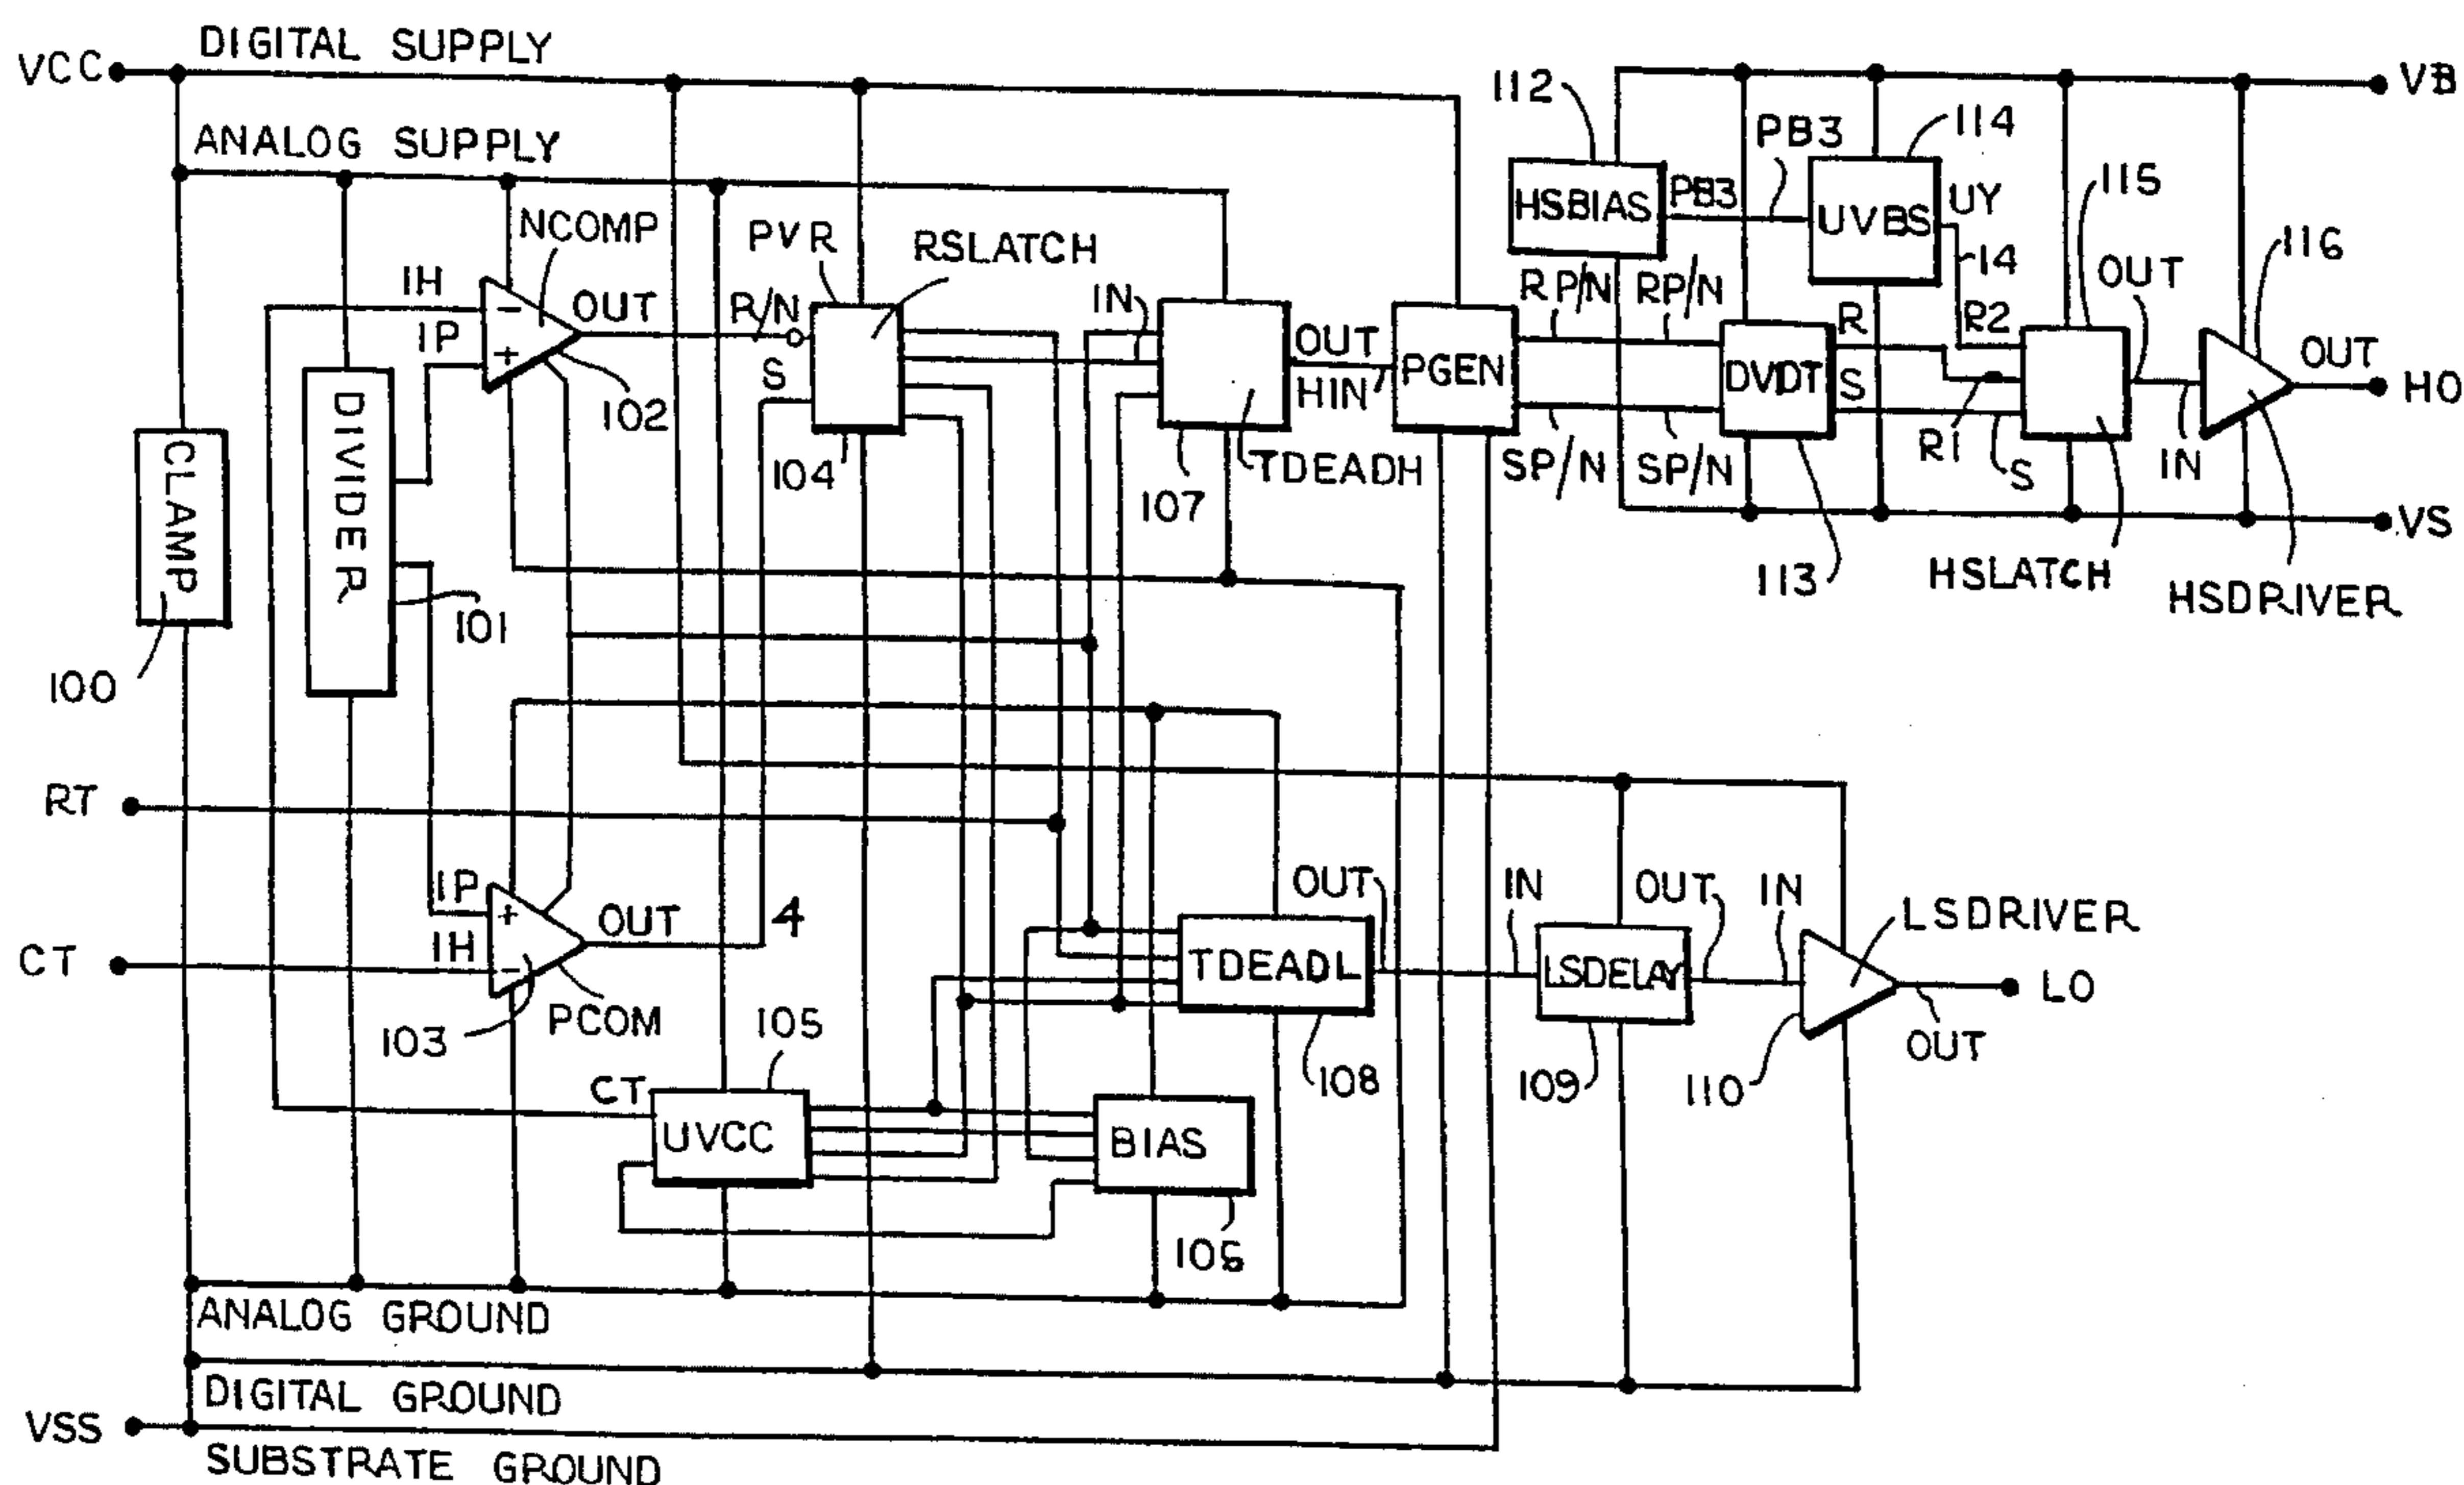 VCC
DIGITAL SUPPLY
ANALOG SUPPLY
CLAMP
100
DIVIDER
101
IH
IP
NCOMP
OUT
102
R/N
S
PVR
RSLATCH
104
IN
107
TDEADH
OUT
HIN
PGEN
112
HSBIAS
PB3
PB3
UVBS
114
UY
14
R P/N
RP/N
SP/N
SP/N
DVDT
113
R
S
R2
R1
S
115
HSLATCH
OUT
IN
116
HSDRIVER
OUT
VB
HO
VS
RT
CT
IP
IH
OUT
4
103
PCOM
CT
105
UVCC
BIAS
TDEADL
108
OUT
IN
LSDELAY
109
OUT
IN
LSDRIVER
110
OUT
LO
ANALOG GROUND
DIGITAL GROUND
VSS
SUBSTRATE GROUND